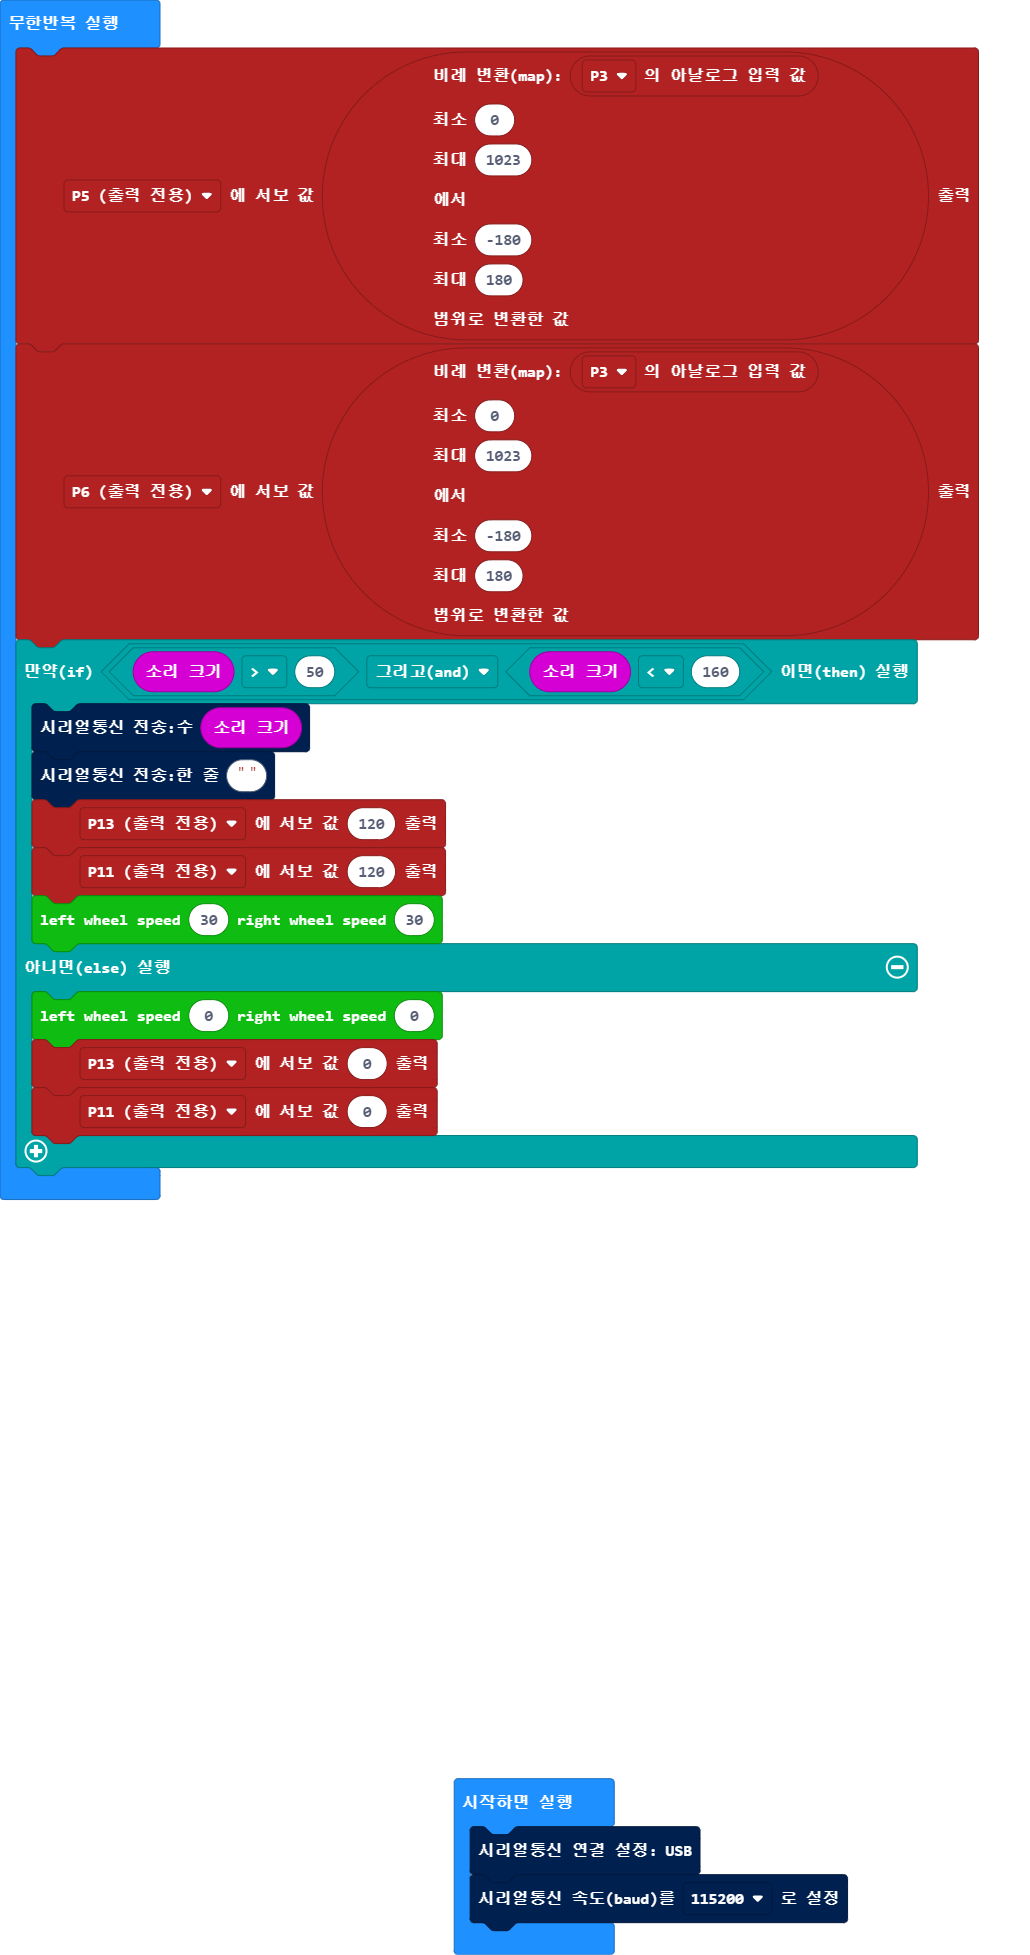 무한반복 실행
비례 변환(map): P3 의 아날로그 입력 값
최소 0
최대 1023
P5 (출력 전용) 에 서보 값 에서 출력
최소 -180
최대 180
범위로 변환한 값
비례 변환(map): P3 의 아날로그 입력 값
최소 0
최대 1023
P6 (출력 전용) 에 서보 값 에서 출력
최소 -180
최대 180
범위로 변환한 값
만약(if) 소리 크기 > 50 그리고(and) 소리 크기 < 160 이면(then) 실행
시리얼통신 전송:수 소리 크기
시리얼통신 전송:한 줄 " "
P13 (출력 전용) 에 서보 값 120 출력
P11 (출력 전용) 에 서보 값 120 출력
left wheel speed 30 right wheel speed 30
아니면(else) 실행
left wheel speed 0 right wheel speed 0
P13 (출력 전용) 에 서보 값 0 출력
P11 (출력 전용) 에 서보 값 0 출력
시작하면 실행
시리얼통신 연결 설정: USB
시리얼통신 속도(baud)를 115200 로 설정